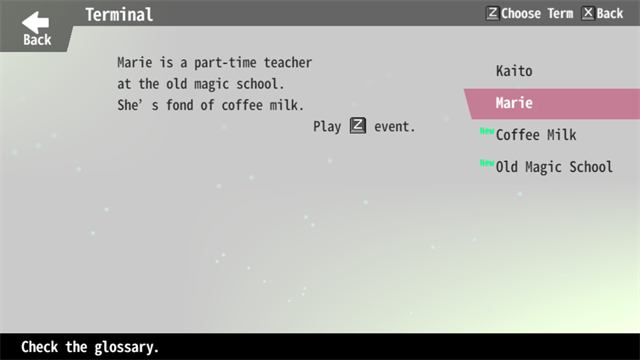 Terminal
Z Choose Term X Back
Back
Marie is a part-time teacher
at the old magic school.
She's fond of coffee milk.
Play Z event.
Kaito
Marie
New Coffee Milk
New Old Magic School
Check the glossary.